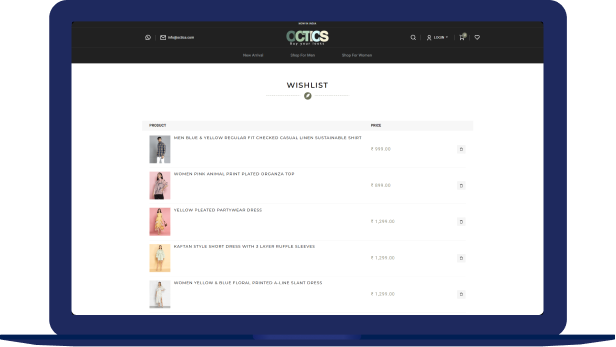 MADE IN INDIA
info@octics.com
OCTICS
Buy your looks
LOGIN
New Arrival
Shop For Men
Shop For Women
WISHLIST
PRODUCT
PRICE
MEN BLUE & YELLOW REGULAR FIT CHECKED CASUAL LINEN SUSTAINABLE SHIRT
₹ 999.00
WOMEN PINK ANIMAL PRINT PLATED ORGANZA TOP
₹ 899.00
YELLOW PLEATED PARTYWEAR DRESS
₹ 1,299.00
KAFTAN STYLE SHORT DRESS WITH 3 LAYER RUFFLE SLEEVES
₹ 1,299.00
WOMEN YELLOW & BLUE FLORAL PRINTED A-LINE SLANT DRESS
₹ 1,299.00